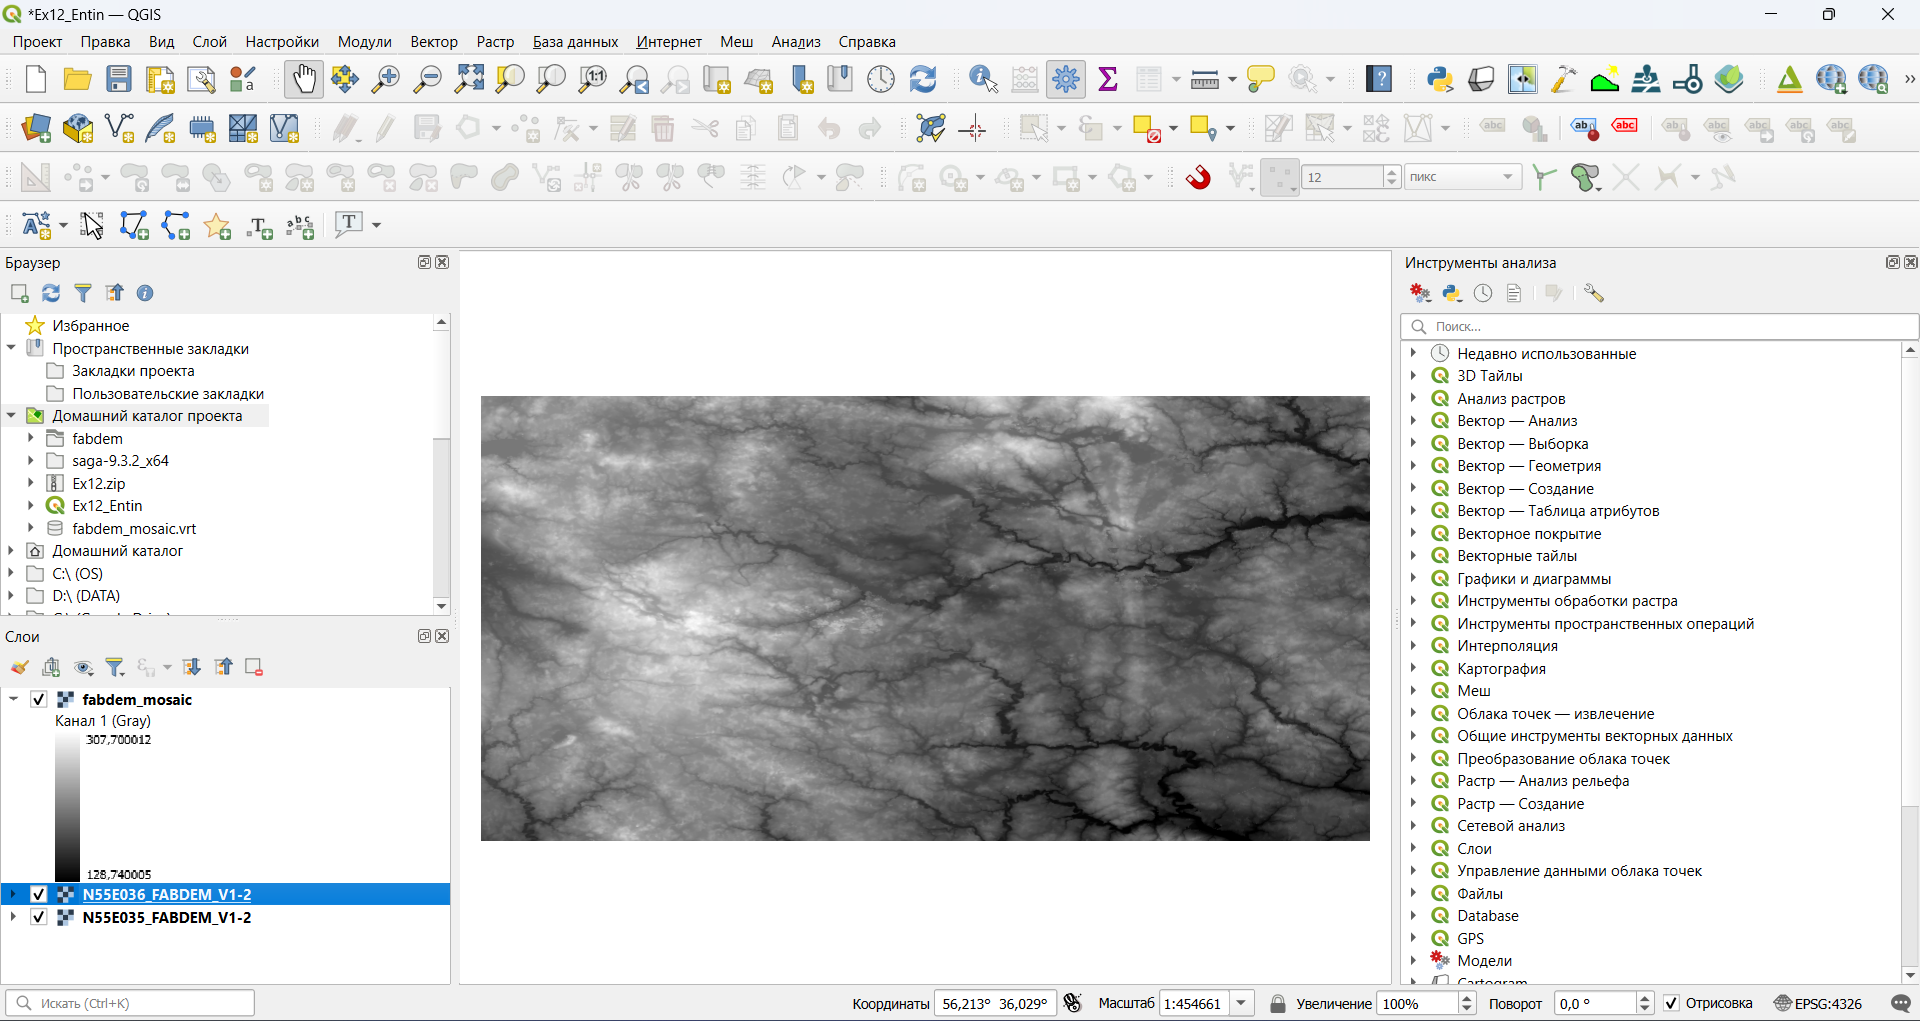 *Ex12_Entin — QGIS
Проект Правка Вид Слой Настройки Модули Вектор Растр База данных Интернет Меш Анализ Справка
12 пикс
Браузер
Избранное
Пространственные закладки
Закладки проекта
Пользовательские закладки
Домашний каталог проекта
fabdem
saga-9.3.2_x64
Ex12.zip
Ex12_Entin
fabdem_mosaic.vrt
Домашний каталог
C:\ (OS)
D:\ (DATA)
Слои
fabdem_mosaic
Канал 1 (Gray)
307,700012
128,740005
N55E036_FABDEM_V1-2
N55E035_FABDEM_V1-2
Инструменты анализа
Поиск...
Недавно использованные
3D Тайлы
Анализ растров
Вектор — Анализ
Вектор — Выборка
Вектор — Геометрия
Вектор — Создание
Вектор — Таблица атрибутов
Векторное покрытие
Векторные тайлы
Графики и диаграммы
Инструменты обработки растра
Инструменты пространственных операций
Интерполяция
Картография
Меш
Облака точек — извлечение
Общие инструменты векторных данных
Преобразование облака точек
Растр — Анализ рельефа
Растр — Создание
Сетевой анализ
Слои
Управление данными облака точек
Файлы
Database
GPS
Модели
Cartogram
Искать (Ctrl+K) Координаты 56,213° 36,029° Масштаб 1:454661 Увеличение 100% Поворот 0,0 ° Отрисовка EPSG:4326